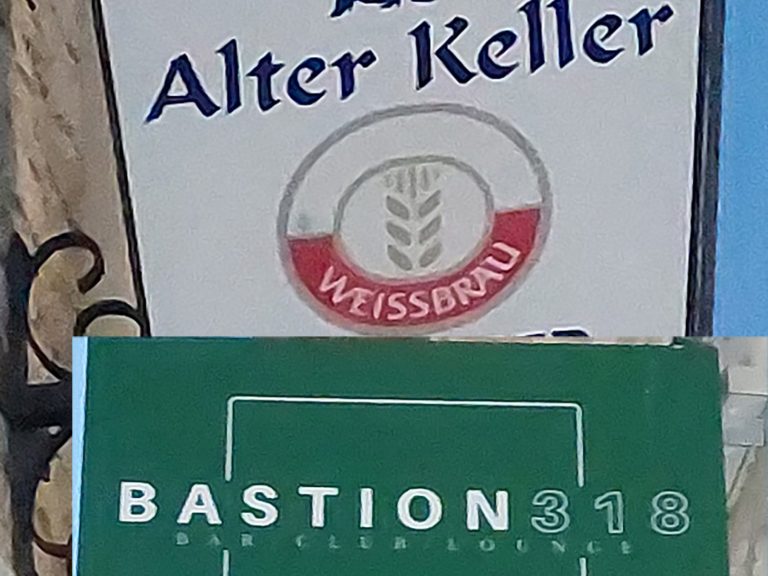 Alter Keller
WEISSBRAU
BASTION318
BAR CLUB LOUNGE